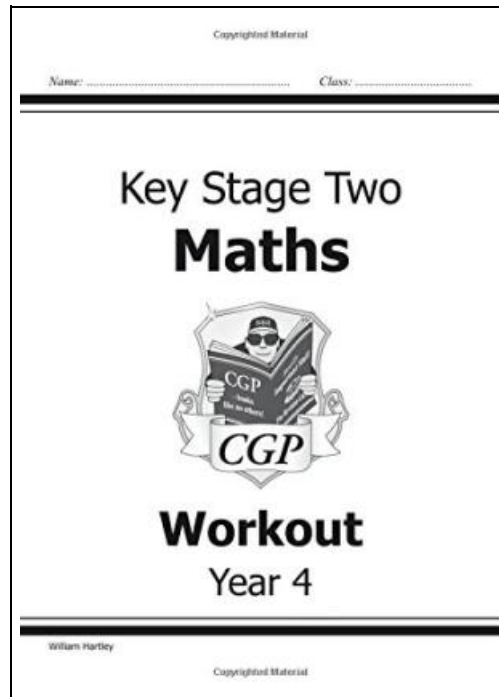 Copyrighted Material
Name: ........................................................ Class: ................................
Key Stage Two
Maths
CGP
CGP
Workout
Year 4
William Hartley
Copyrighted Material